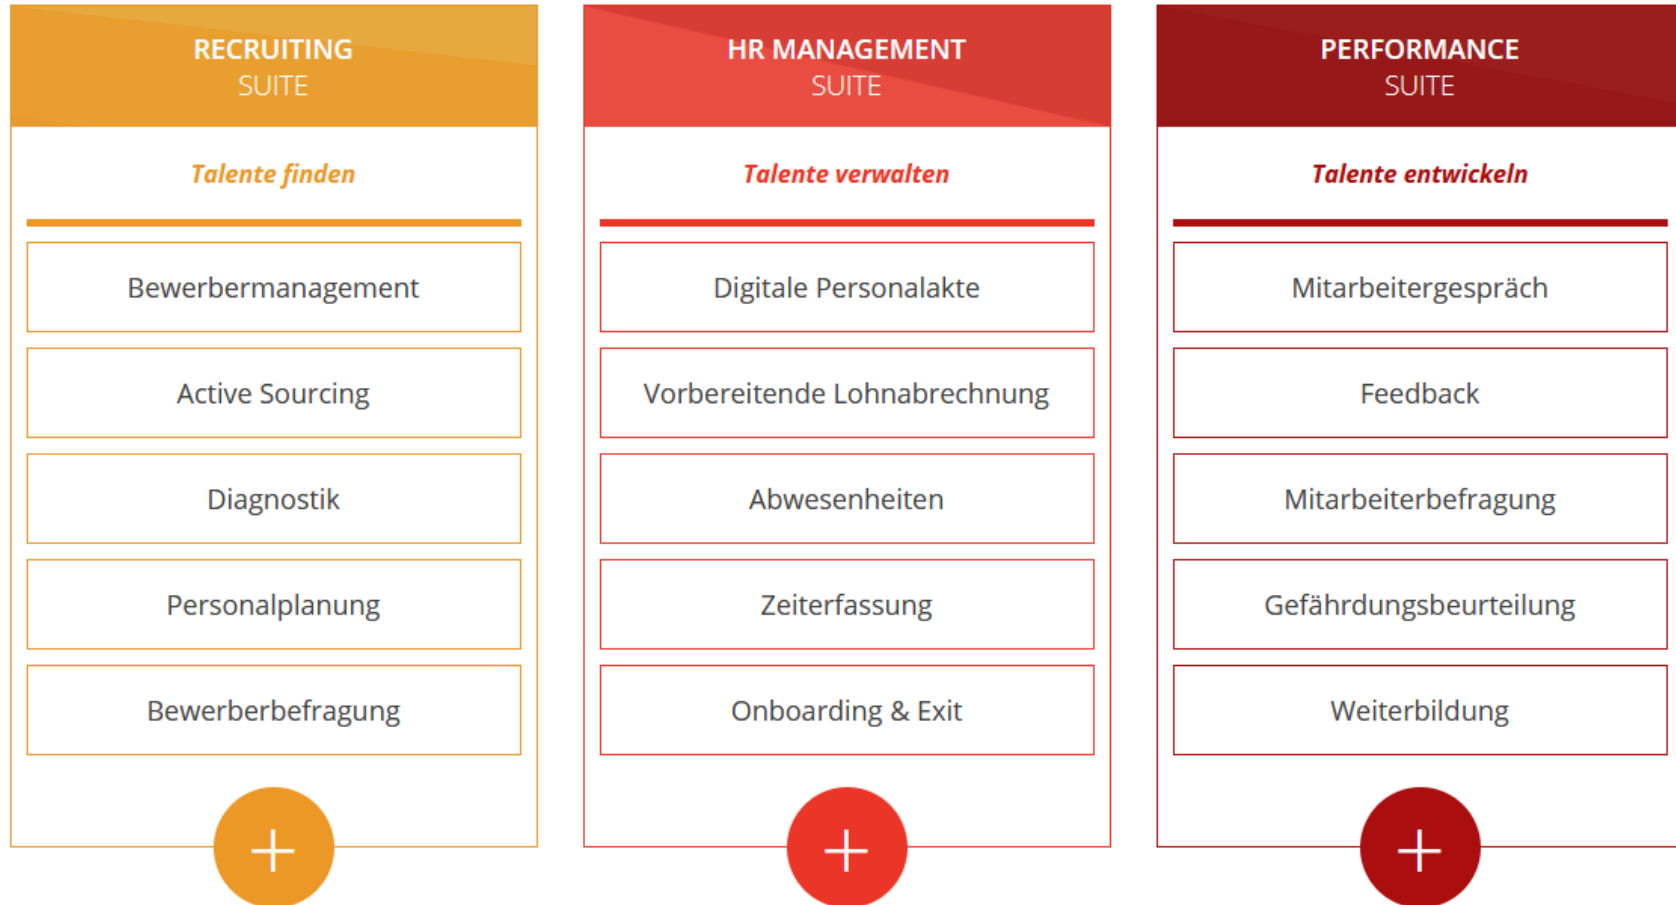 RECRUITING
SUITE
Talente finden
Bewerbermanagement
Active Sourcing
Diagnostik
Personalplanung
Bewerberbefragung
+
HR MANAGEMENT
SUITE
Talente verwalten
Digitale Personalakte
Vorbereitende Lohnabrechnung
Abwesenheiten
Zeiterfassung
Onboarding & Exit
+
PERFORMANCE
SUITE
Talente entwickeln
Mitarbeitergespräch
Feedback
Mitarbeiterbefragung
Gefährdungsbeurteilung
Weiterbildung
+